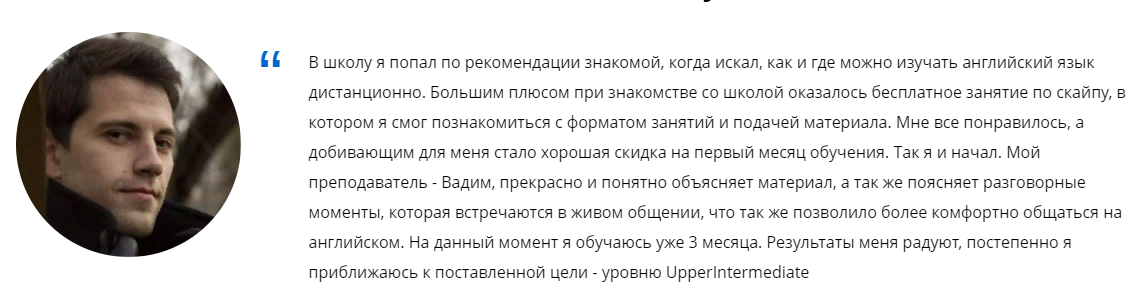 “
В школу я попал по рекомендации знакомой, когда искал, как и где можно изучать английский язык
дистанционно. Большим плюсом при знакомстве со школой оказалось бесплатное занятие по скайпу, в
котором я смог познакомиться с форматом занятий и подачей материала. Мне все понравилось, а
добивающим для меня стало хорошая скидка на первый месяц обучения. Так я и начал. Мой
преподаватель - Вадим, прекрасно и понятно объясняет материал, а так же поясняет разговорные
моменты, которая встречаются в живом общении, что так же позволило более комфортно общаться на
английском. На данный момент я обучаюсь уже 3 месяца. Результаты меня радуют, постепенно я
приближаюсь к поставленной цели - уровню UpperIntermediate